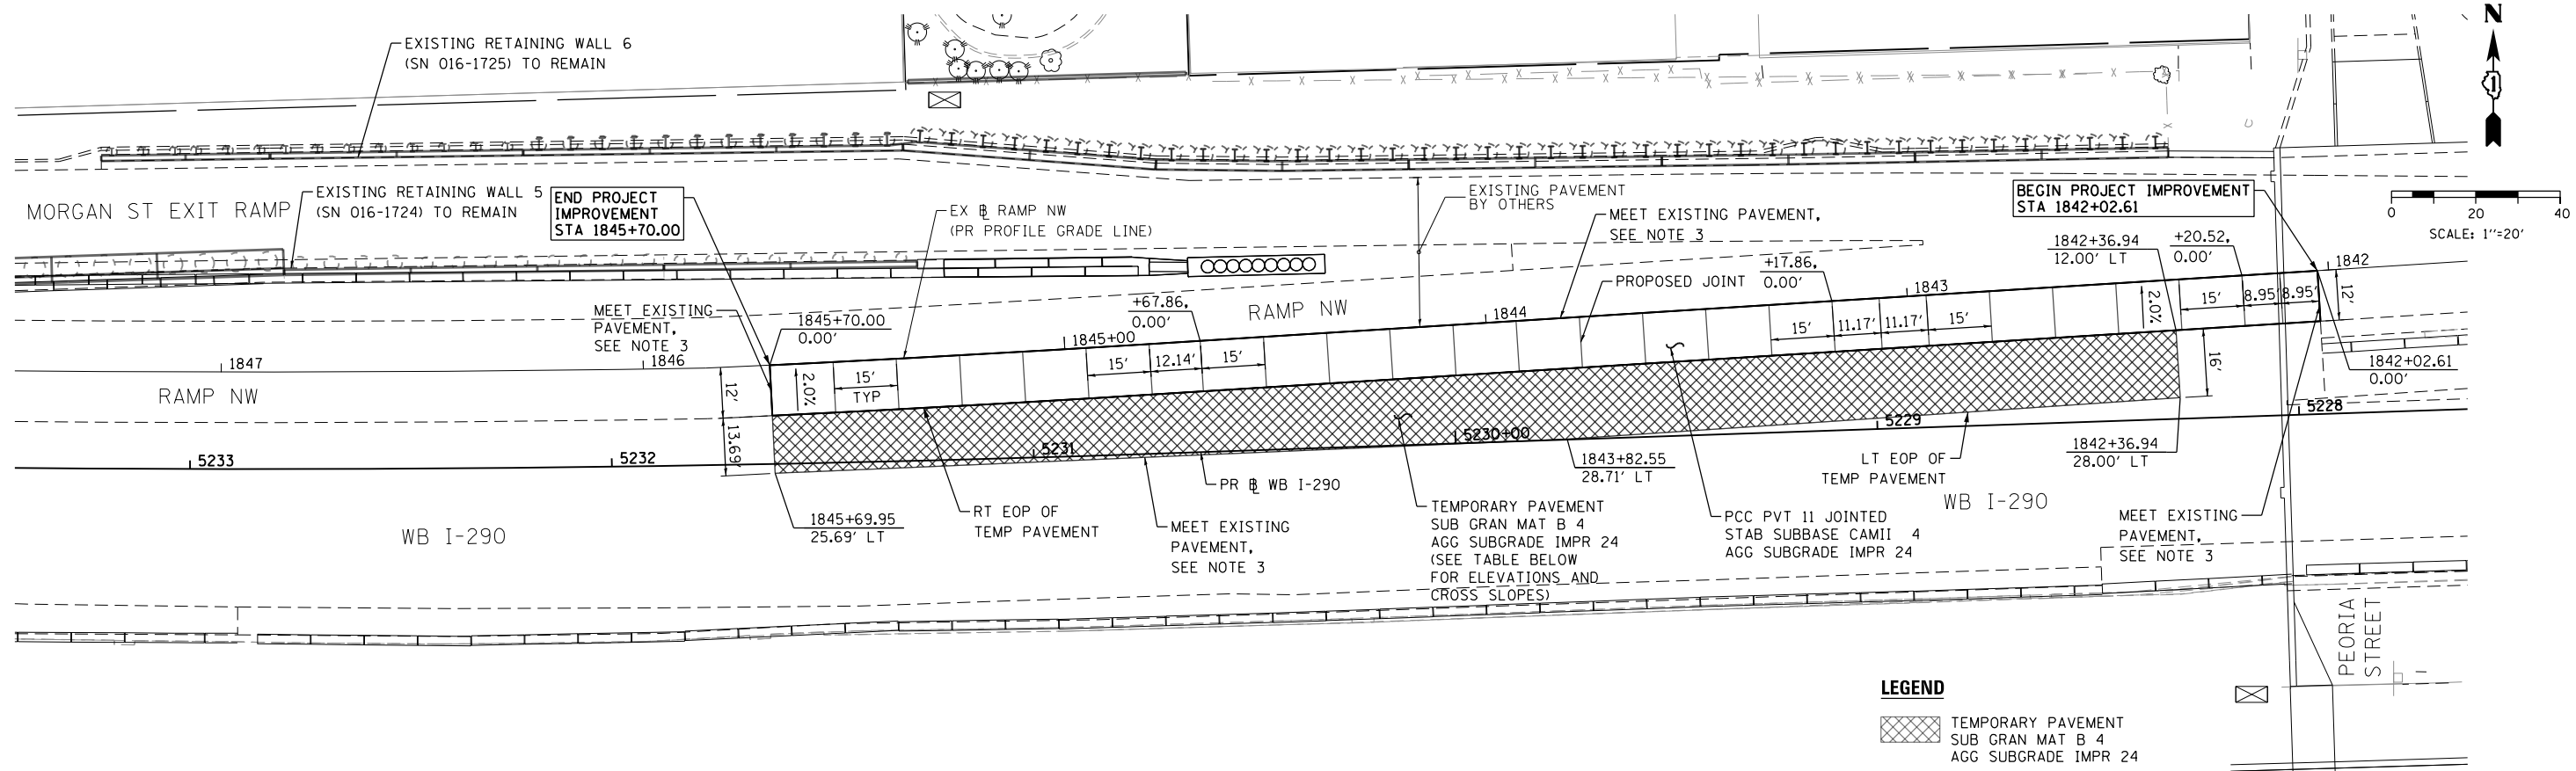 EXISTING RETAINING WALL 6
(SN 016-1725) TO REMAIN
N
1
0 20 40
SCALE: 1''=20'
MORGAN ST EXIT RAMP
EXISTING RETAINING WALL 5
(SN 016-1724) TO REMAIN
END PROJECT
IMPROVEMENT
STA 1845+70.00
EX ℄ RAMP NW
(PR PROFILE GRADE LINE)
EXISTING PAVEMENT
BY OTHERS
MEET EXISTING PAVEMENT,
SEE NOTE 3
BEGIN PROJECT IMPROVEMENT
STA 1842+02.61
1842+36.94
12.00' LT
+20.52,
0.00'
1842
PROPOSED JOINT
+17.86,
0.00'
1843
2.0%
15'
8.95'
8.95'
12'
MEET EXISTING
PAVEMENT,
SEE NOTE 3
1845+70.00
0.00'
+67.86,
0.00'
RAMP NW
1844
1845+00
15'
11.17'
11.17'
15'
15'
12.14'
15'
1847
1846
RAMP NW
12'
2.0%
15'
TYP
16'
1842+02.61
0.00'
13.69'
5233
5232
5231
5230+00
5229
5228
1845+69.95
25.69' LT
RT EOP OF
TEMP PAVEMENT
MEET EXISTING
PAVEMENT,
SEE NOTE 3
PR ℄ WB I-290
1843+82.55
28.71' LT
TEMPORARY PAVEMENT
SUB GRAN MAT B 4
AGG SUBGRADE IMPR 24
(SEE TABLE BELOW
FOR ELEVATIONS AND
CROSS SLOPES)
PCC PVT 11 JOINTED
STAB SUBBASE CAMII 4
AGG SUBGRADE IMPR 24
LT EOP OF
TEMP PAVEMENT
1842+36.94
28.00' LT
WB I-290
WB I-290
MEET EXISTING
PAVEMENT,
SEE NOTE 3
PEORIA
STREET
LEGEND
TEMPORARY PAVEMENT
SUB GRAN MAT B 4
AGG SUBGRADE IMPR 24